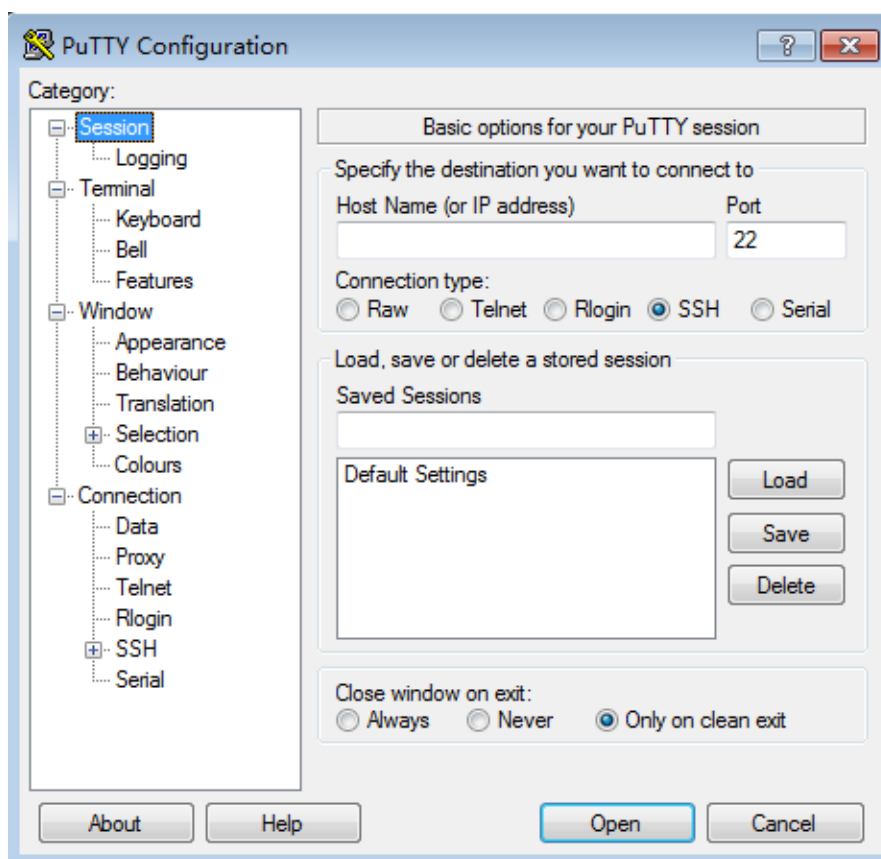 PuTTY Configuration
Category:
Session
Logging
Terminal
Keyboard
Bell
Features
Window
Appearance
Behaviour
Translation
Selection
Colours
Connection
Data
Proxy
Telnet
Rlogin
SSH
Serial
Basic options for your PuTTY session
Specify the destination you want to connect to
Host Name (or IP address) Port
22
Connection type:
Raw Telnet Rlogin SSH Serial
Load, save or delete a stored session
Saved Sessions
Default Settings
Load
Save
Delete
Close window on exit:
Always Never Only on clean exit
About Help Open Cancel